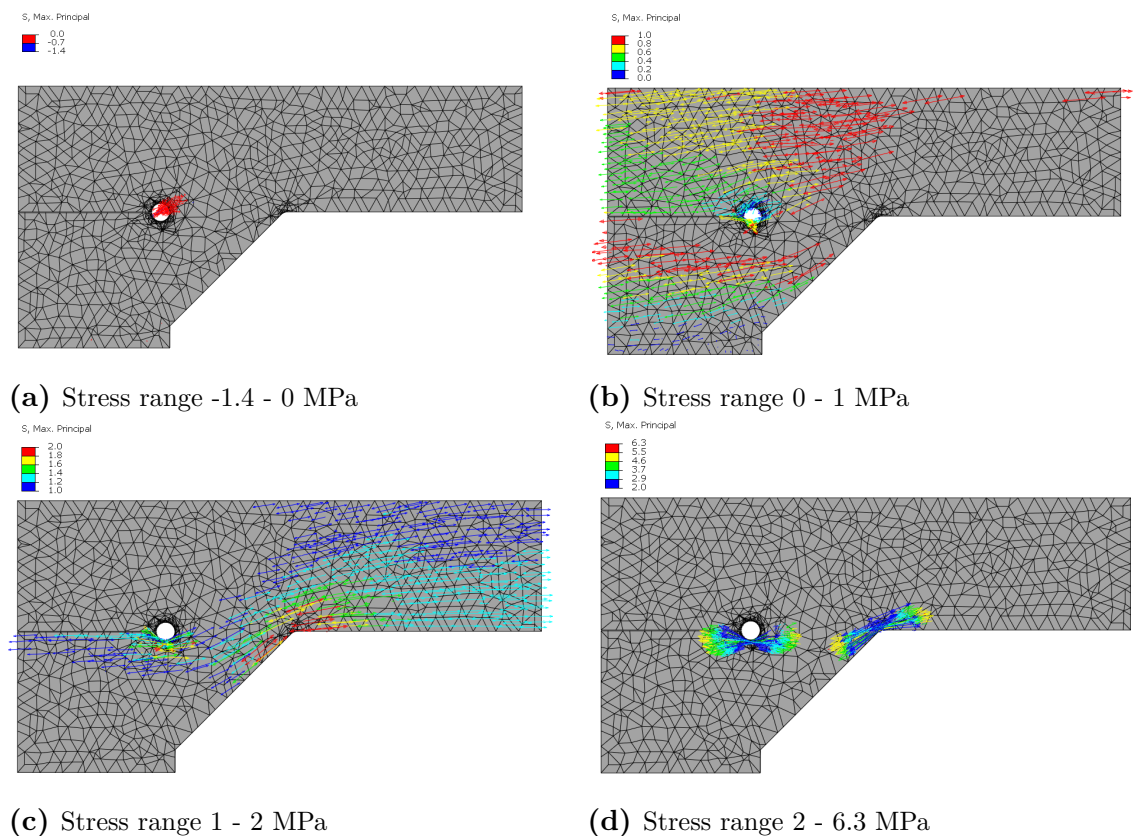 S, Max. Principal
0.0
-0.7
-1.4
S, Max. Principal
1.0
0.8
0.6
0.4
0.2
0.0
(a) Stress range -1.4 - 0 MPa
(b) Stress range 0 - 1 MPa
S, Max. Principal
2.0
1.8
1.6
1.4
1.2
1.0
S, Max. Principal
6.3
5.5
4.6
3.7
2.9
2.0
(c) Stress range 1 - 2 MPa
(d) Stress range 2 - 6.3 MPa